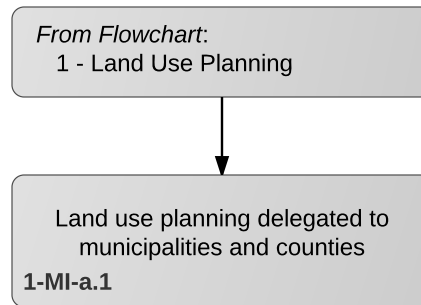 From Flowchart:
1 - Land Use Planning
Land use planning delegated to
municipalities and counties
1-MI-a.1